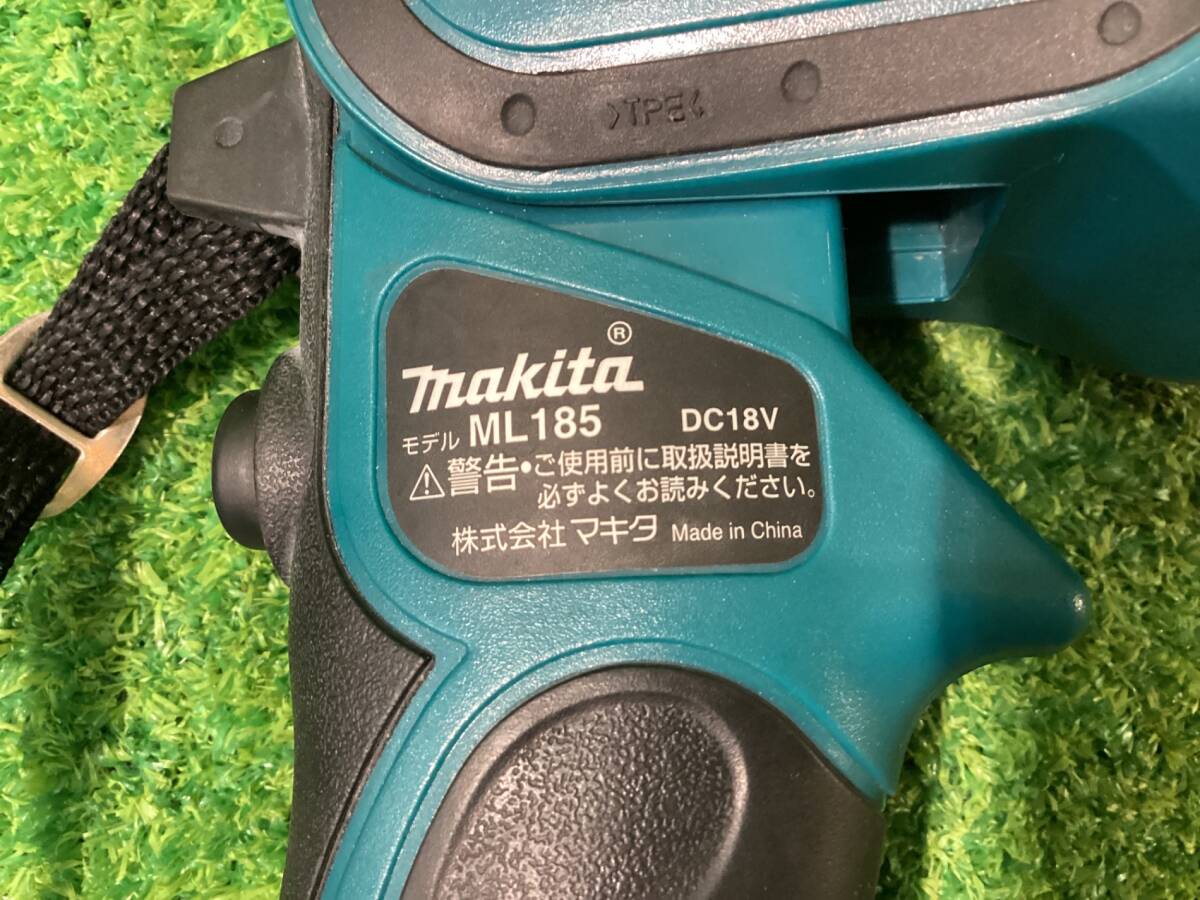 >TPE<
makita®
モデル ML185 DC18V
⚠警告・ご使用前に取扱説明書を
必ずよくお読みください。
株式会社 マキタ Made in China